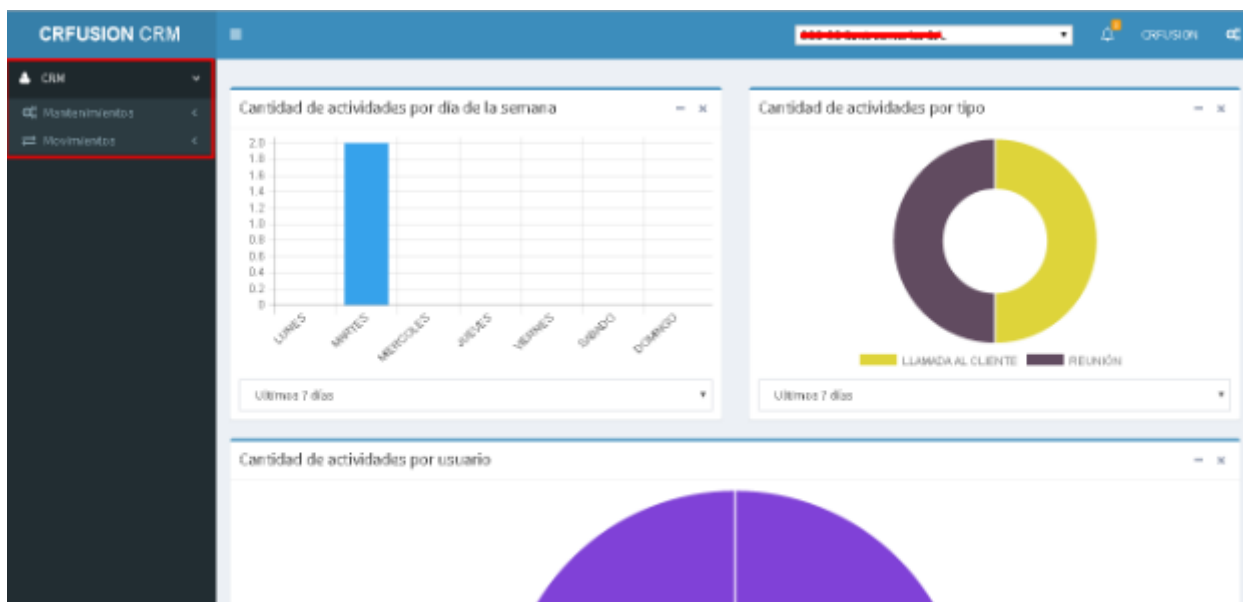 CRFUSION CRM
CRFUSION
CRM
Mantenimientos
Movimientos
Cantidad de actividades por día de la semana
2.0
1.8
1.6
1.4
1.2
1.0
0.8
0.6
0.4
0.2
0
LUNES
MARTES
MIERCOLES
JUEVES
VIERNES
SABADO
DOMINGO
Ultimos 7 días
Cantidad de actividades por tipo
LLAMADA AL CLIENTE
REUNIÓN
Ultimos 7 días
Cantidad de actividades por usuario